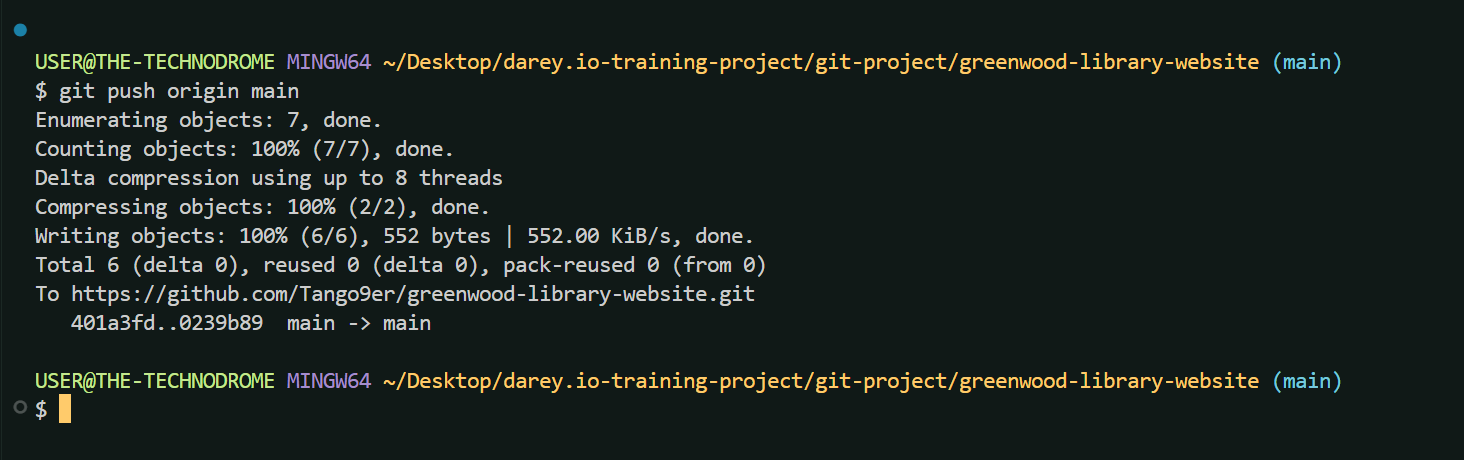 USER@THE-TECHNODROME MINGW64 ~/Desktop/darey.io-training-project/git-project/greenwood-library-website (main)
$ git push origin main
Enumerating objects: 7, done.
Counting objects: 100% (7/7), done.
Delta compression using up to 8 threads
Compressing objects: 100% (2/2), done.
Writing objects: 100% (6/6), 552 bytes | 552.00 KiB/s, done.
Total 6 (delta 0), reused 0 (delta 0), pack-reused 0 (from 0)
To https://github.com/Tango9er/greenwood-library-website.git
   401a3fd..0239b89  main -> main
USER@THE-TECHNODROME MINGW64 ~/Desktop/darey.io-training-project/git-project/greenwood-library-website (main)
$